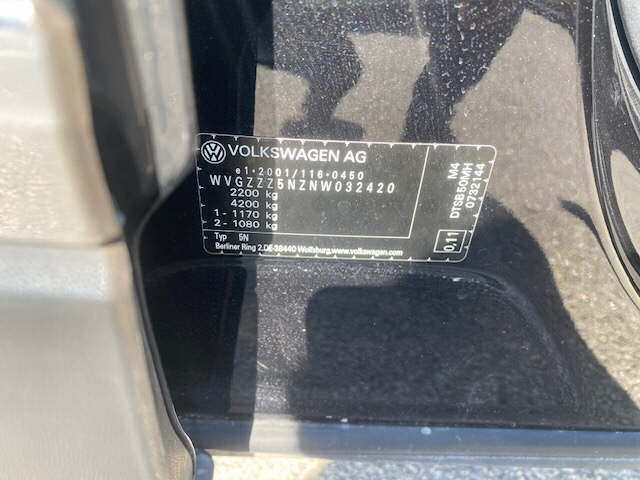 VOLKSWAGEN AG
e1*2001/116*0450
WVGZZZ5NZNW032420
2200 kg
4200 kg
1 - 1170 kg
2 - 1080 kg
Typ 5N
Berliner Ring 2.DE-38440 Wolfsburg.www.volkswagen.com
M4
DTSB50MH
0732144
0.11